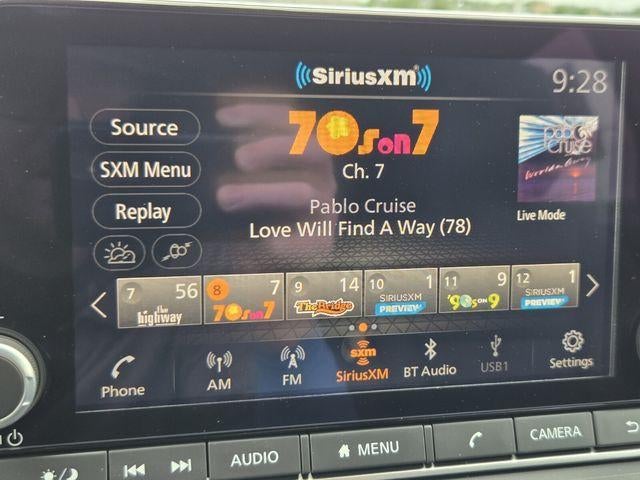 SiriusXM
9:28
Source
70s on 7
Ch. 7
pablo cruise
Worlds Away
SXM Menu
Replay
Pablo Cruise
Love Will Find A Way (78)
Live Mode
7 56
the highway
8 7
70s on 7
9 14
The Bridge
10 1
SIRIUSXM
PREVIEW
11 9
'90s on 9
12 1
SIRIUSXM
PREVIEW
Phone
AM
FM
sxm
SiriusXM
BT Audio
USB1
Settings
AUDIO
MENU
CAMERA